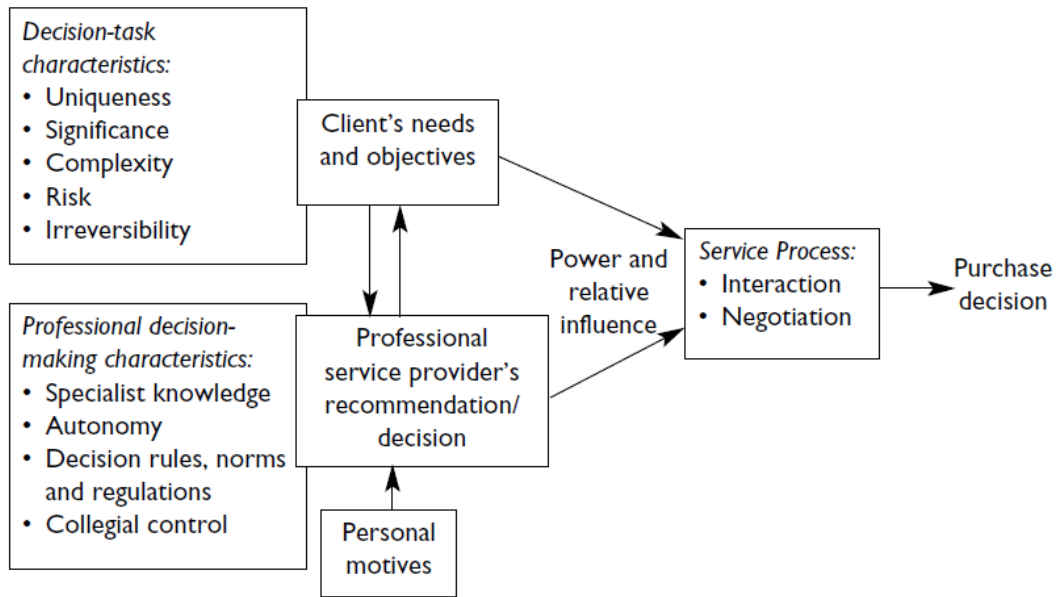 Decision-task
characteristics:
• Uniqueness
• Significance
• Complexity
• Risk
• Irreversibility
Client’s needs
and objectives
Professional decision-
making characteristics:
• Specialist knowledge
• Autonomy
• Decision rules, norms
and regulations
• Collegial control
Professional
service provider’s
recommendation/
decision
Personal
motives
Power and
relative
influence
Service Process:
• Interaction
• Negotiation
Purchase
decision